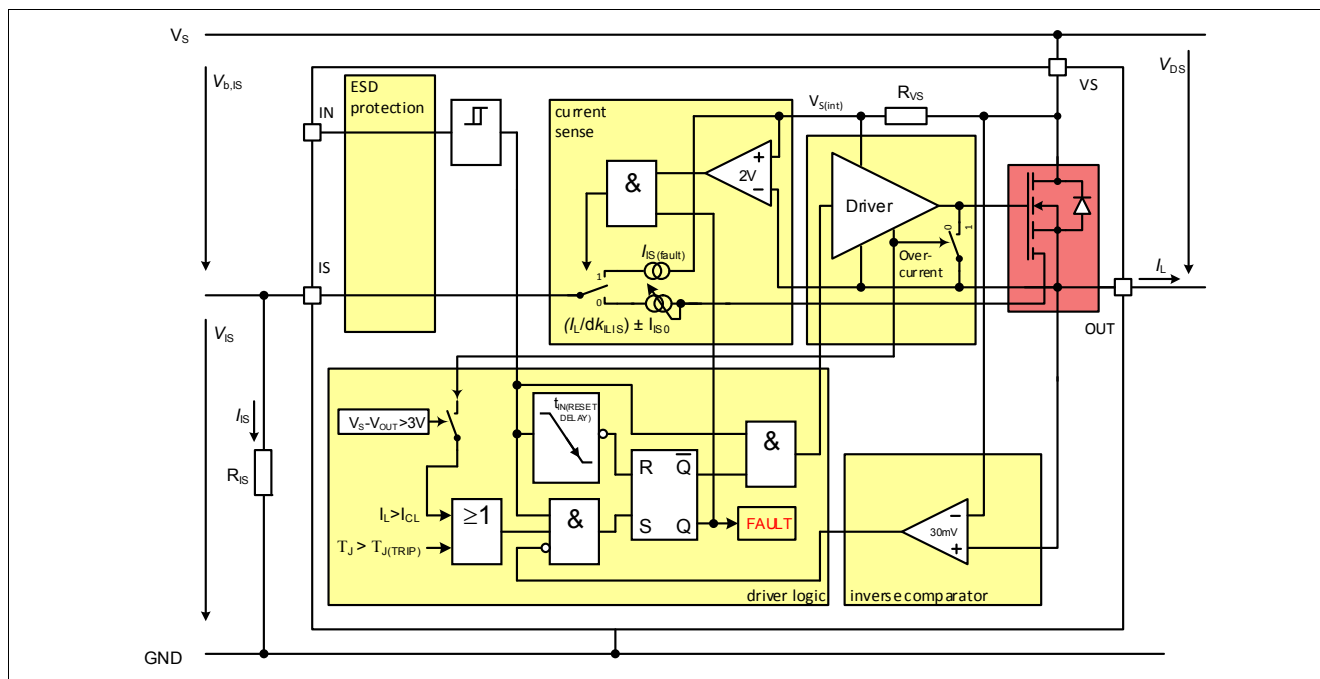 VS
Vb,IS
VDS
ESD
protection
IN
current
sense
VS(int)
RVS
VS
&
+
2V
−
Driver
0
1
IS
IIS(fault)
1
0
(IL/dkILIS) ± IIS0
Over-
current
IL
OUT
VIS
IIS
RIS
VS-VOUT>3V
tIN(RESET
DELAY)
&
R
Q
S
Q
IL>ICL
≥1
&
FAULT
TJ > TJ(TRIP)
−
30mV
+
driver logic
inverse comparator
GND